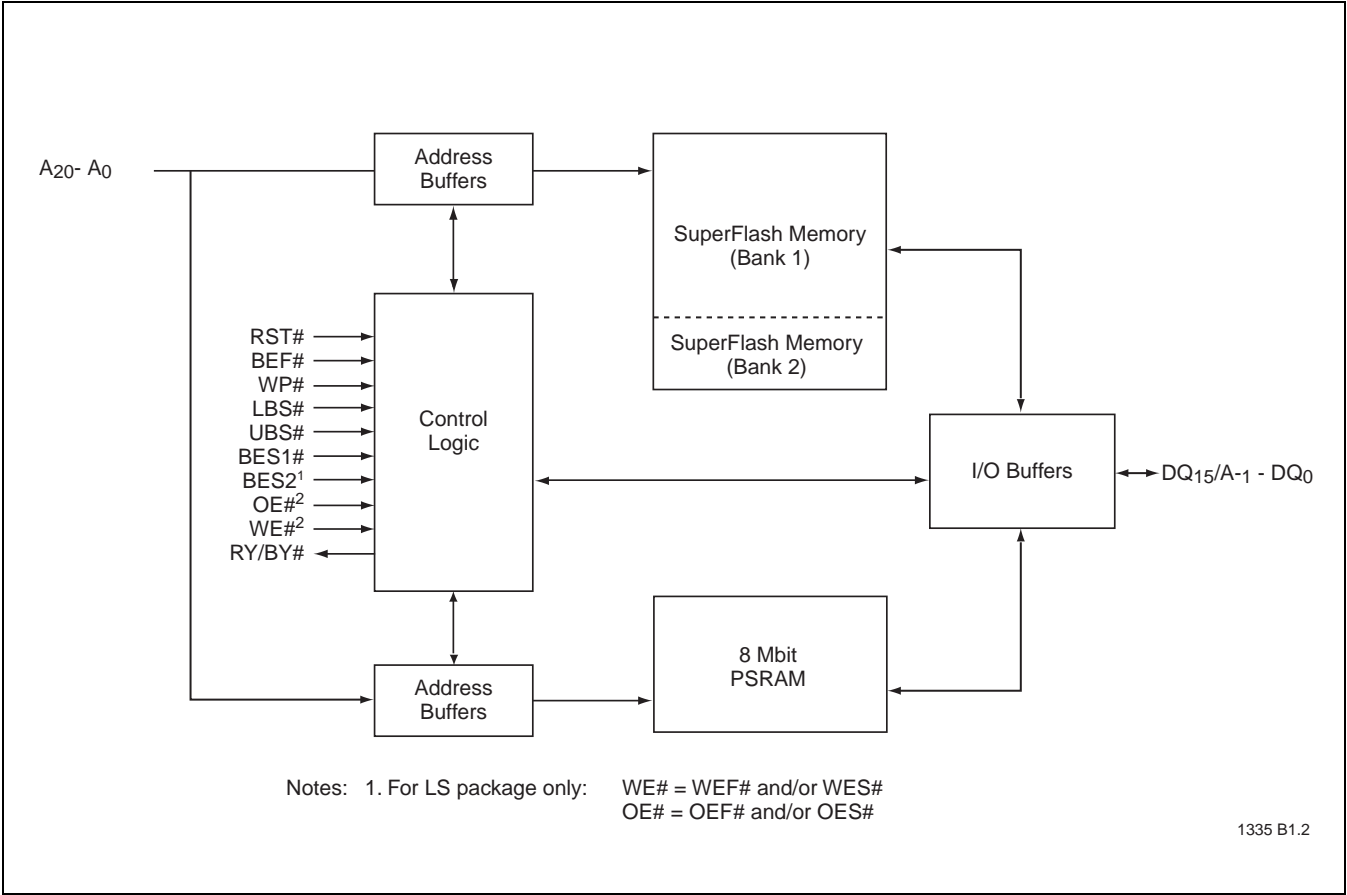 A20- A0
Address
Buffers
SuperFlash Memory
(Bank 1)
SuperFlash Memory
(Bank 2)
RST#
BEF#
WP#
LBS#
UBS#
BES1#
BES2¹
OE#²
WE#²
RY/BY#
Control
Logic
I/O Buffers
DQ15/A-1 - DQ0
8 Mbit
PSRAM
Address
Buffers
Notes: 1. For LS package only: WE# = WEF# and/or WES#
OE# = OEF# and/or OES#
1335 B1.2